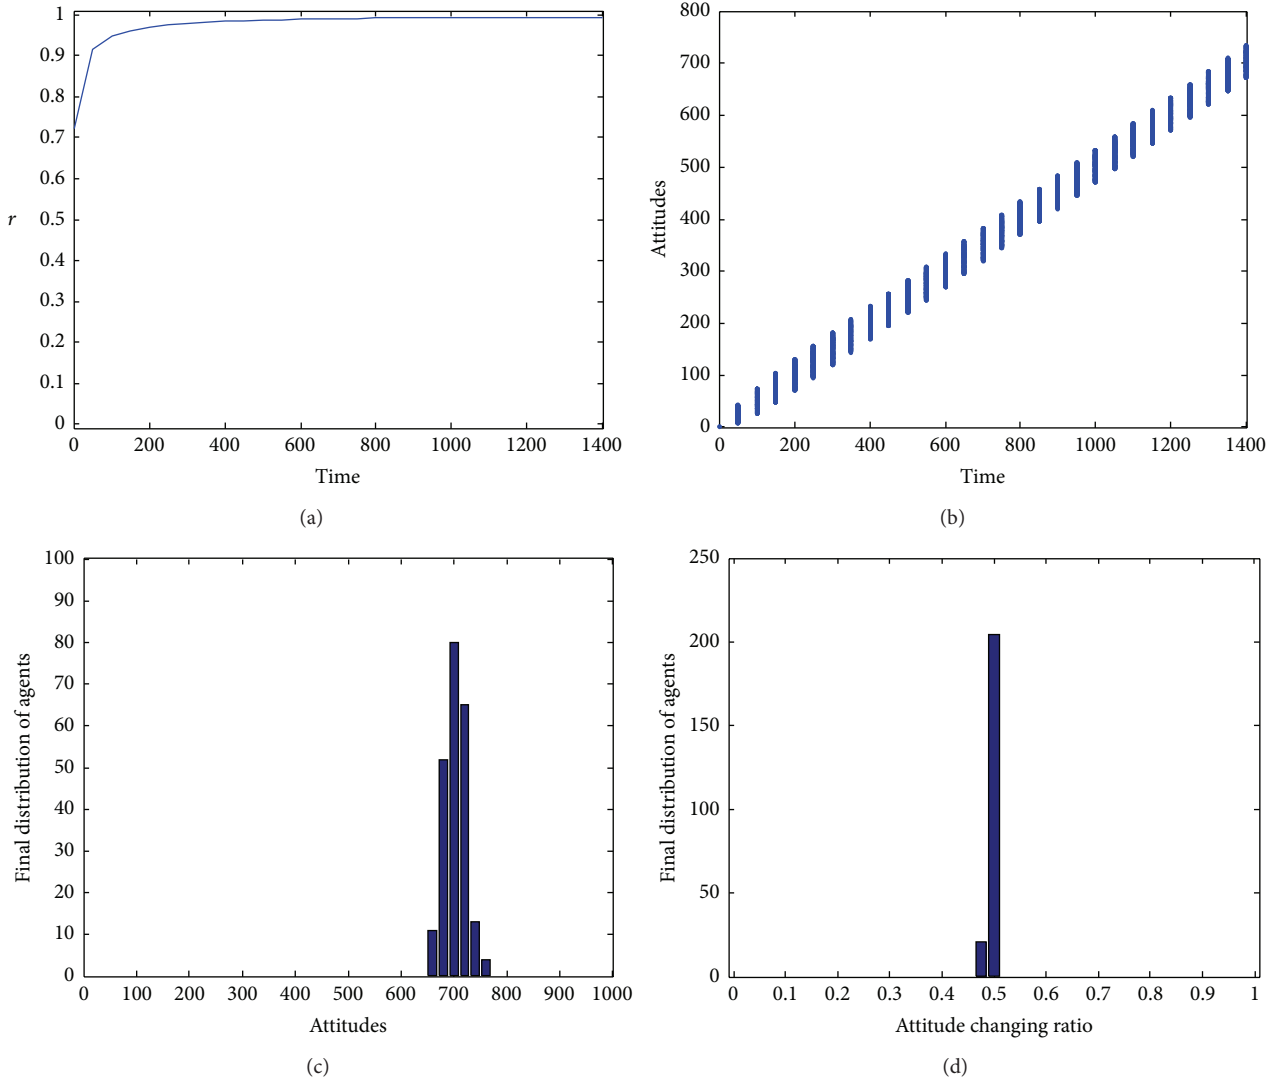 1
0.9
0.8
0.7
0.6
0.5
0.4
0.3
0.2
0.1
0
r
0 200 400 600 800 1000 1200 1400
Time
(a)
800
700
600
500
400
300
200
100
0
Attitudes
0 200 400 600 800 1000 1200 1400
Time
(b)
100
90
80
70
60
50
40
30
20
10
0
Final distribution of agents
0 100 200 300 400 500 600 700 800 900 1000
Attitudes
(c)
250
200
150
100
50
0
Final distribution of agents
0 0.1 0.2 0.3 0.4 0.5 0.6 0.7 0.8 0.9 1
Attitude changing ratio
(d)